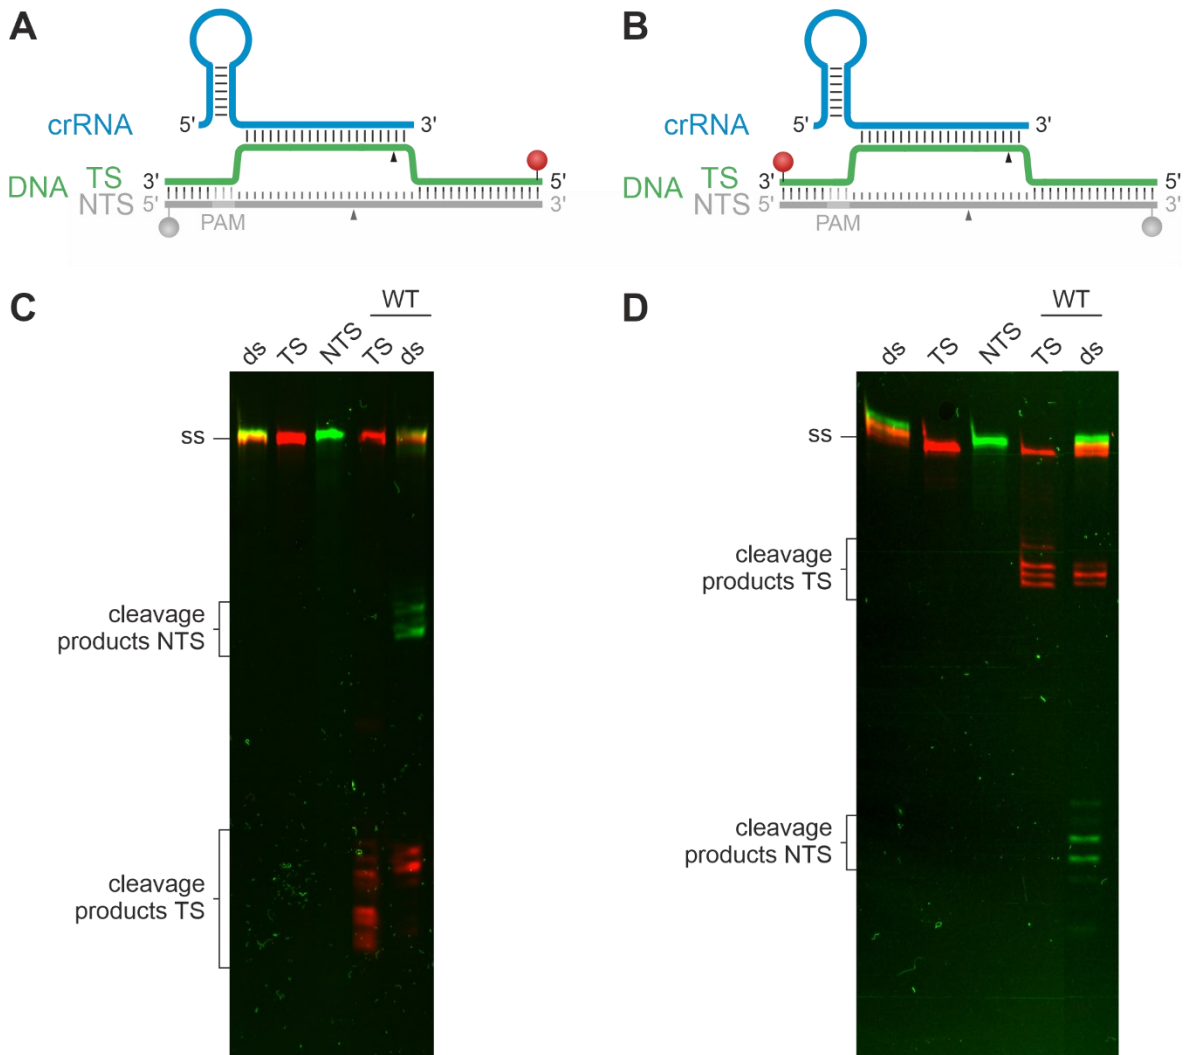 A
5' 3'
crRNA
DNA TS 3' 5'
NTS 5' 3'
PAM
B
5' 3'
crRNA
DNA TS 3' 5'
NTS 5' 3'
PAM
C
WT
ds TS NTS TS ds
ss
cleavage
products NTS
cleavage
products TS
D
WT
ds TS NTS TS ds
ss
cleavage
products TS
cleavage
products NTS